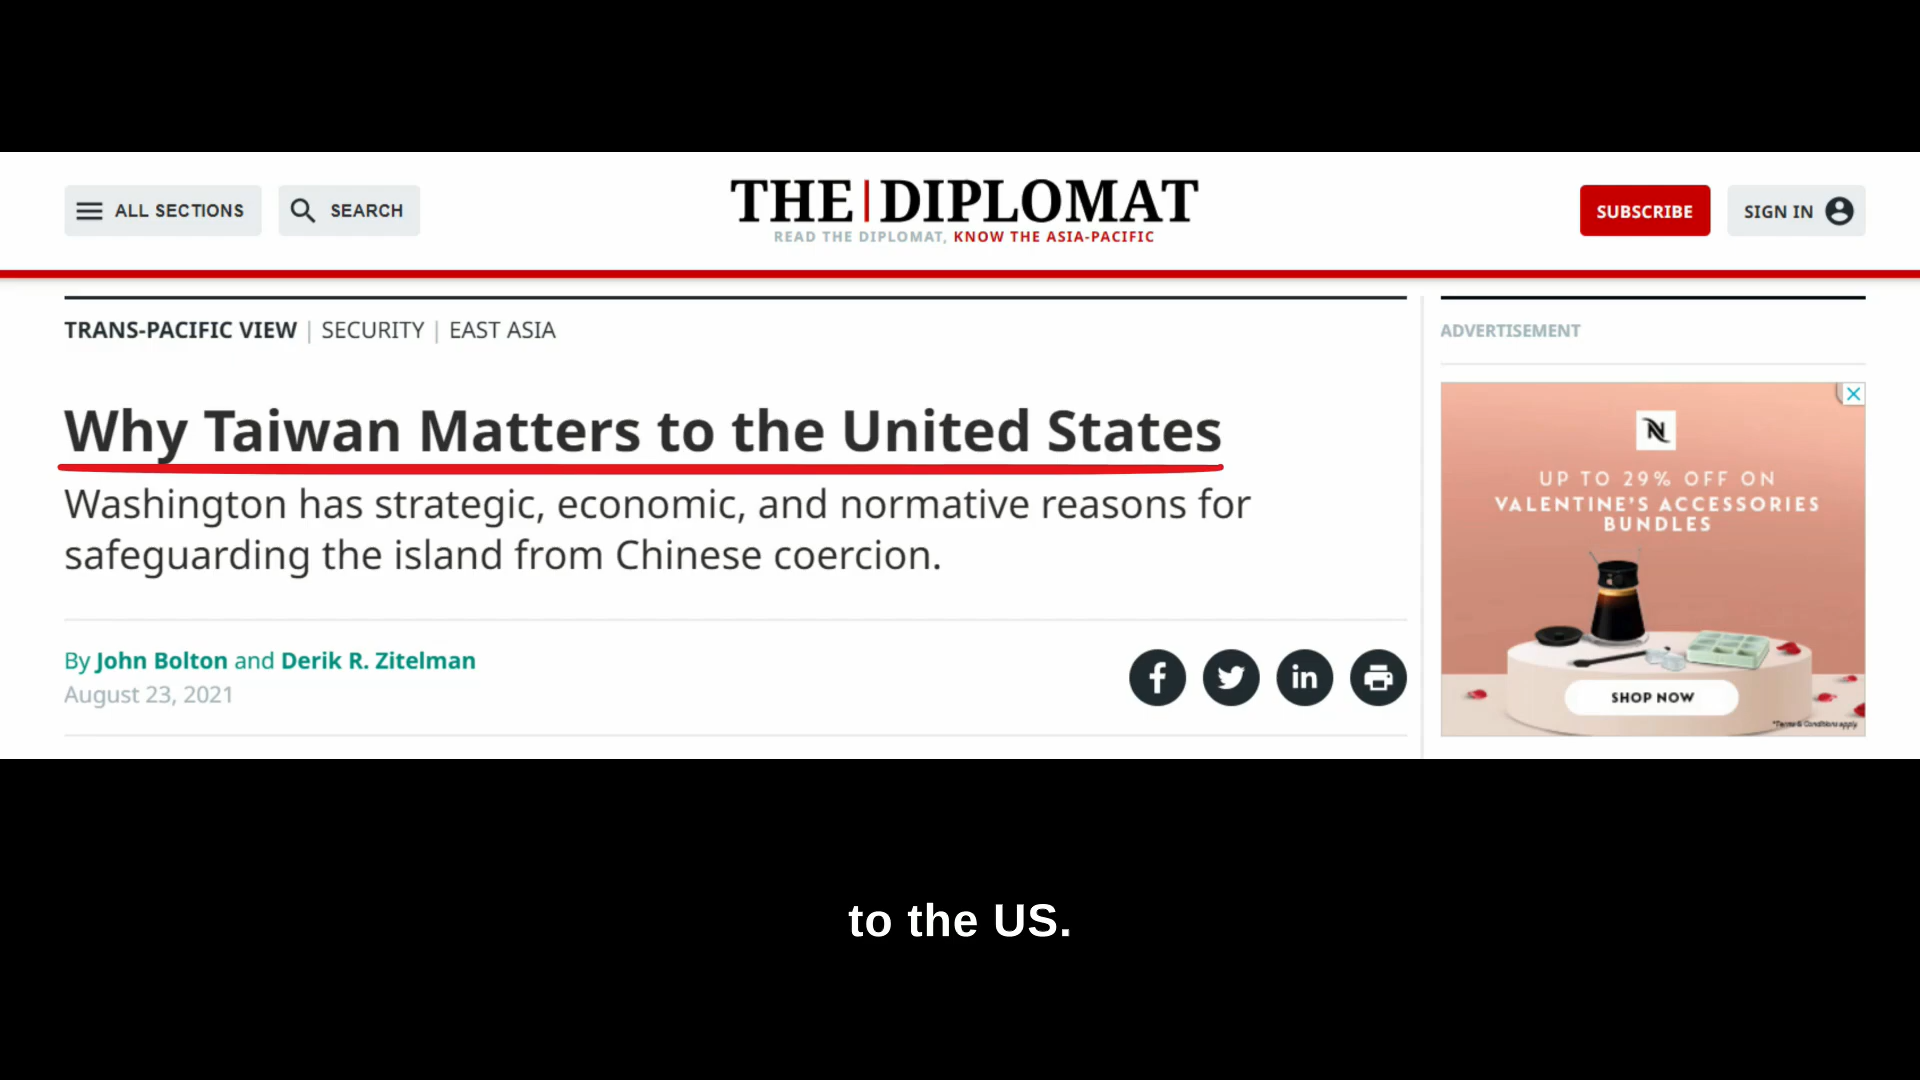 ALL SECTIONS
SEARCH
THE|DIPLOMAT
READ THE DIPLOMAT, KNOW THE ASIA-PACIFIC
SUBSCRIBE
SIGN IN
TRANS-PACIFIC VIEW | SECURITY | EAST ASIA
Why Taiwan Matters to the United States
Washington has strategic, economic, and normative reasons for
safeguarding the island from Chinese coercion.
By John Bolton and Derik R. Zitelman
August 23, 2021
ADVERTISEMENT
N
UP TO 29% OFF ON
VALENTINE'S ACCESSORIES
BUNDLES
SHOP NOW
*Terms & Conditions apply.
to the US.